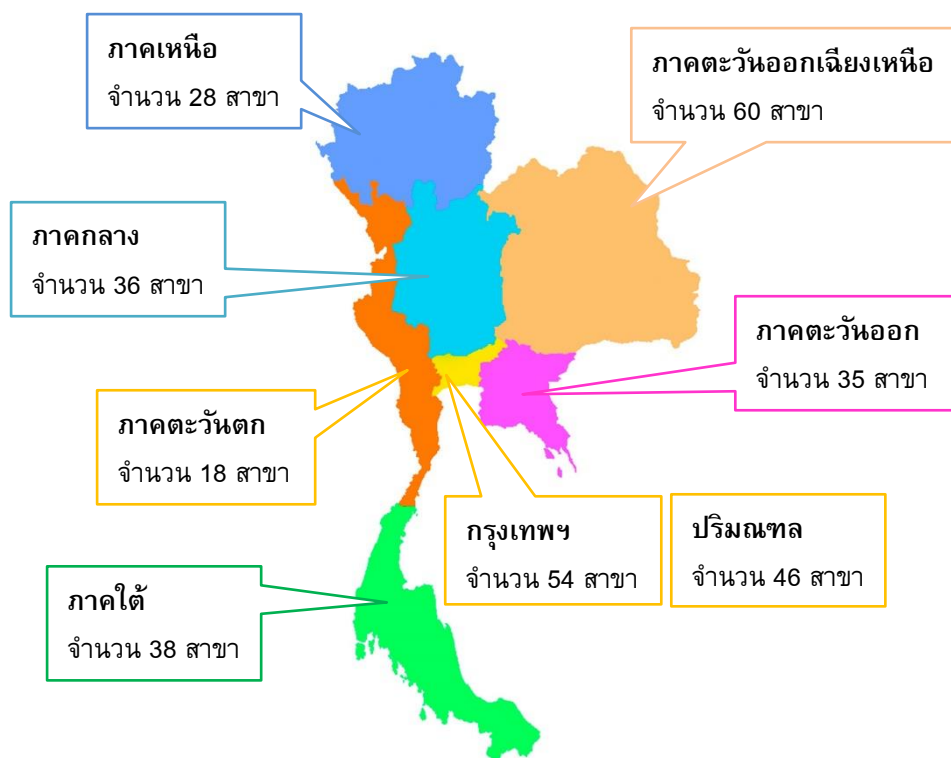 ภาคเหนือ
จำนวน 28 สาขา
ภาคตะวันออกเฉียงเหนือ
จำนวน 60 สาขา
ภาคกลาง
จำนวน 36 สาขา
ภาคตะวันออก
จำนวน 35 สาขา
ภาคตะวันตก
จำนวน 18 สาขา
กรุงเทพฯ
จำนวน 54 สาขา
ปริมณฑล
จำนวน 46 สาขา
ภาคใต้
จำนวน 38 สาขา